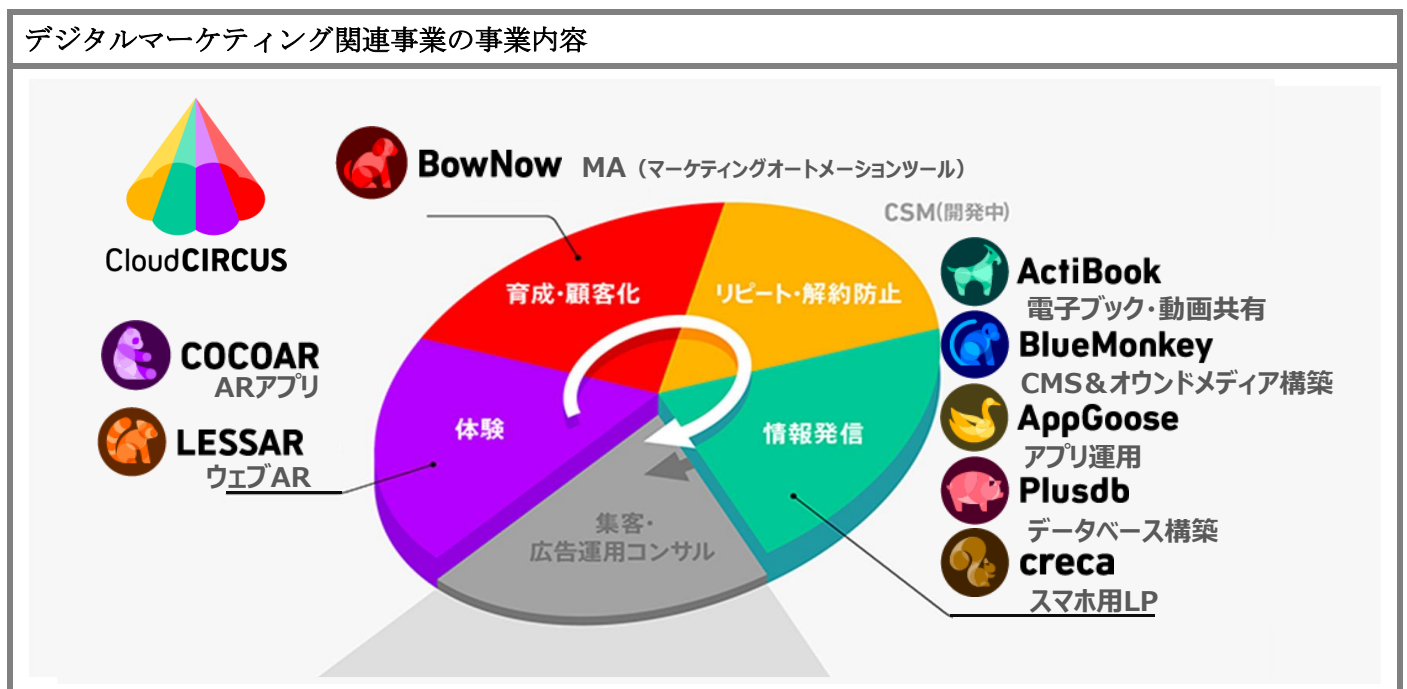 デジタルマーケティング関連事業の事業内容
CloudCIRCUS
BowNow MA（マーケティングオートメーションツール）
CSM(開発中)
育成・顧客化
リピート・解約防止
体験
情報発信
集客・
広告運用コンサル
COCOAR
ARアプリ
LESSAR
ウェブAR
ActiBook
電子ブック・動画共有
BlueMonkey
CMS＆オウンドメディア構築
AppGoose
アプリ運用
Plusdb
データベース構築
creca
スマホ用LP